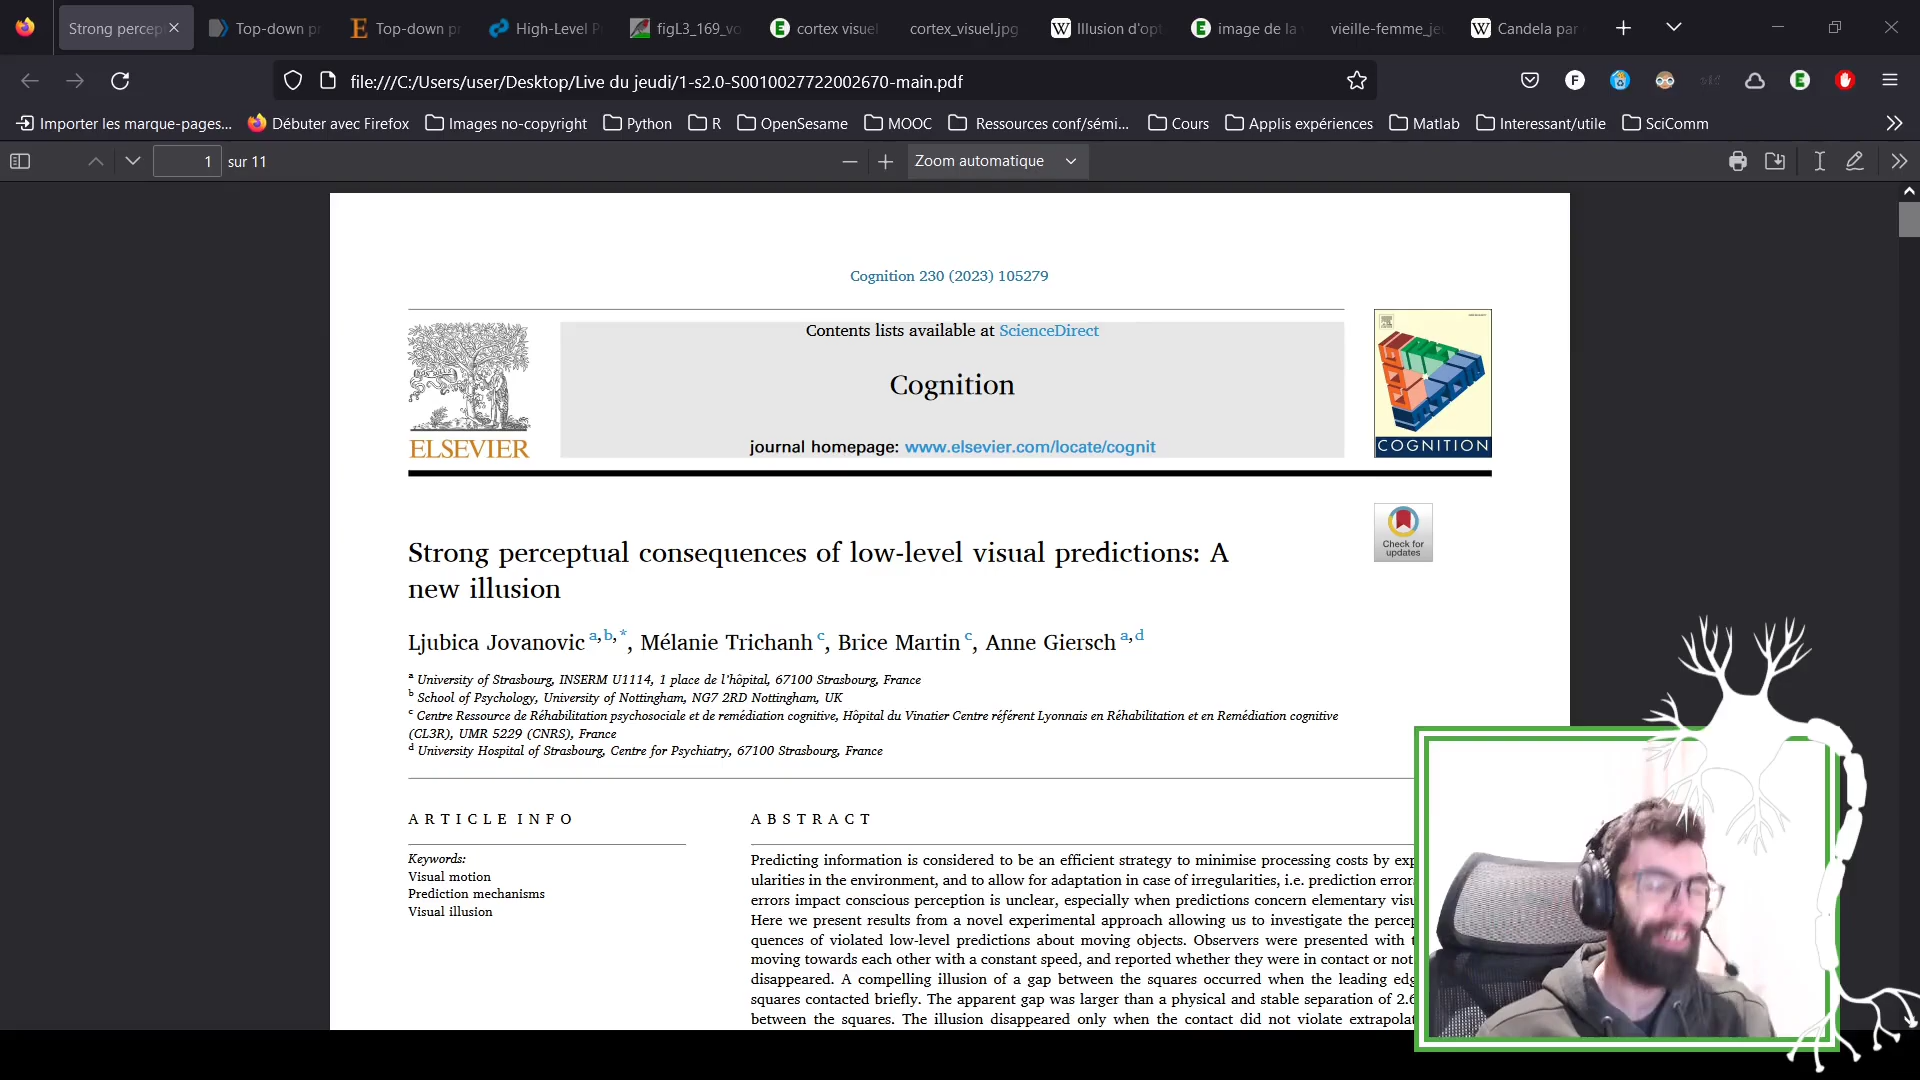 Strong percep
Top-down pr
Top-down pr
High-Level P
figL3_169_vo
cortex visuel
cortex_visuel.jpg
Illusion d'opt
image de la
vieille-femme_je
Candela par
file:///C:/Users/user/Desktop/Live du jeudi/1-s2.0-S0010027722002670-main.pdf
Importer les marque-pages...
Débuter avec Firefox
Images no-copyright
Python
R
OpenSesame
MOOC
Ressources conf/sémi...
Cours
Applis expériences
Matlab
Interessant/utile
SciComm
1 sur 11
Zoom automatique
Cognition 230 (2023) 105279
Contents lists available at ScienceDirect
Cognition
journal homepage: www.elsevier.com/locate/cognit
ELSEVIER
COGNITION
Check for
updates
Strong perceptual consequences of low-level visual predictions: A
new illusion
Ljubica Jovanovic a,b,*, Mélanie Trichanh c, Brice Martin c, Anne Giersch a,d
a University of Strasbourg, INSERM U1114, 1 place de l'hôpital, 67100 Strasbourg, France
b School of Psychology, University of Nottingham, NG7 2RD Nottingham, UK
c Centre Ressource de Réhabilitation psychosociale et de remédiation cognitive, Hôpital du Vinatier Centre référent Lyonnais en Réhabilitation et en Remédiation cognitive
(CL3R), UMR 5229 (CNRS), France
d University Hospital of Strasbourg, Centre for Psychiatry, 67100 Strasbourg, France
ARTICLE INFO
Keywords:
Visual motion
Prediction mechanisms
Visual illusion
ABSTRACT
Predicting information is considered to be an efficient strategy to minimise processing costs by exp
ularities in the environment, and to allow for adaptation in case of irregularities, i.e. prediction error
errors impact conscious perception is unclear, especially when predictions concern elementary visu
Here we present results from a novel experimental approach allowing us to investigate the percep
quences of violated low-level predictions about moving objects. Observers were presented with t
moving towards each other with a constant speed, and reported whether they were in contact or not
disappeared. A compelling illusion of a gap between the squares occurred when the leading edg
squares contacted briefly. The apparent gap was larger than a physical and stable separation of 2.6
between the squares. The illusion disappeared only when the contact did not violate extrapolat